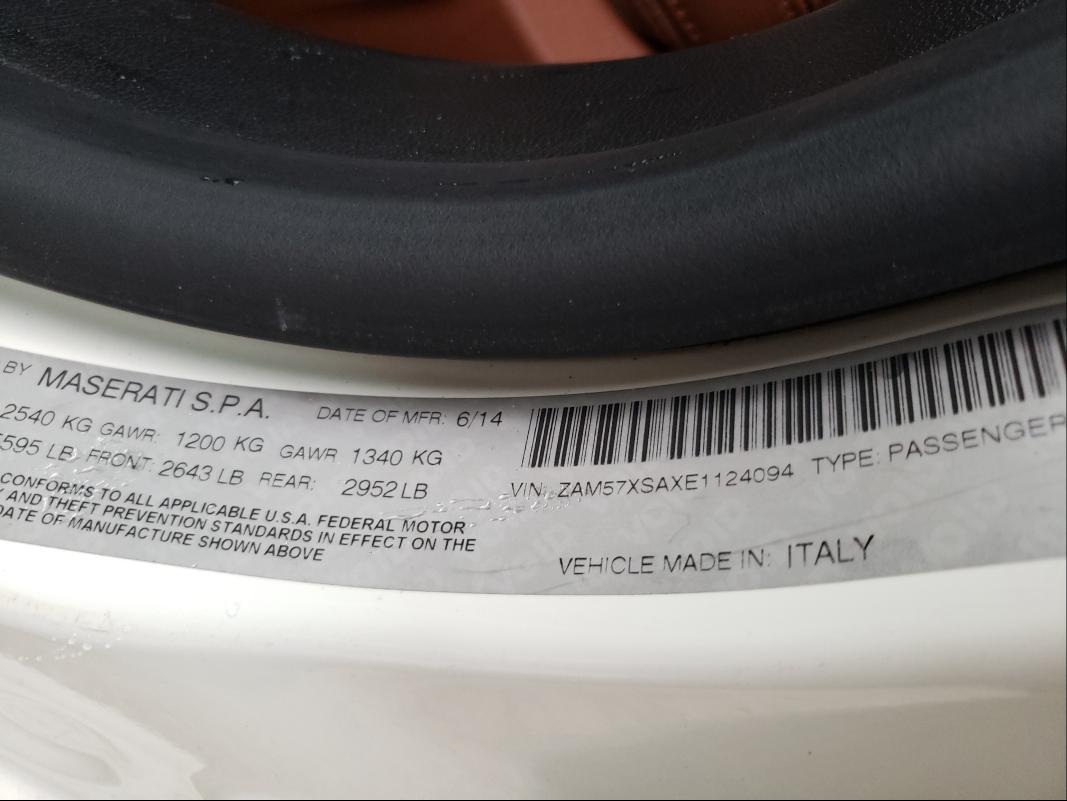 BY MASERATI S.P.A. DATE OF MFR: 6/14
2540 KG GAWR: 1200 KG GAWR 1340 KG
595 LB FRONT: 2643 LB REAR: 2952 LB
CONFORMS TO ALL APPLICABLE U.S.A. FEDERAL MOTOR
AND THEFT PREVENTION STANDARDS IN EFFECT ON THE
DATE OF MANUFACTURE SHOWN ABOVE
VIN: ZAM57XSAXE1124094 TYPE: PASSENGER
VEHICLE MADE IN: ITALY